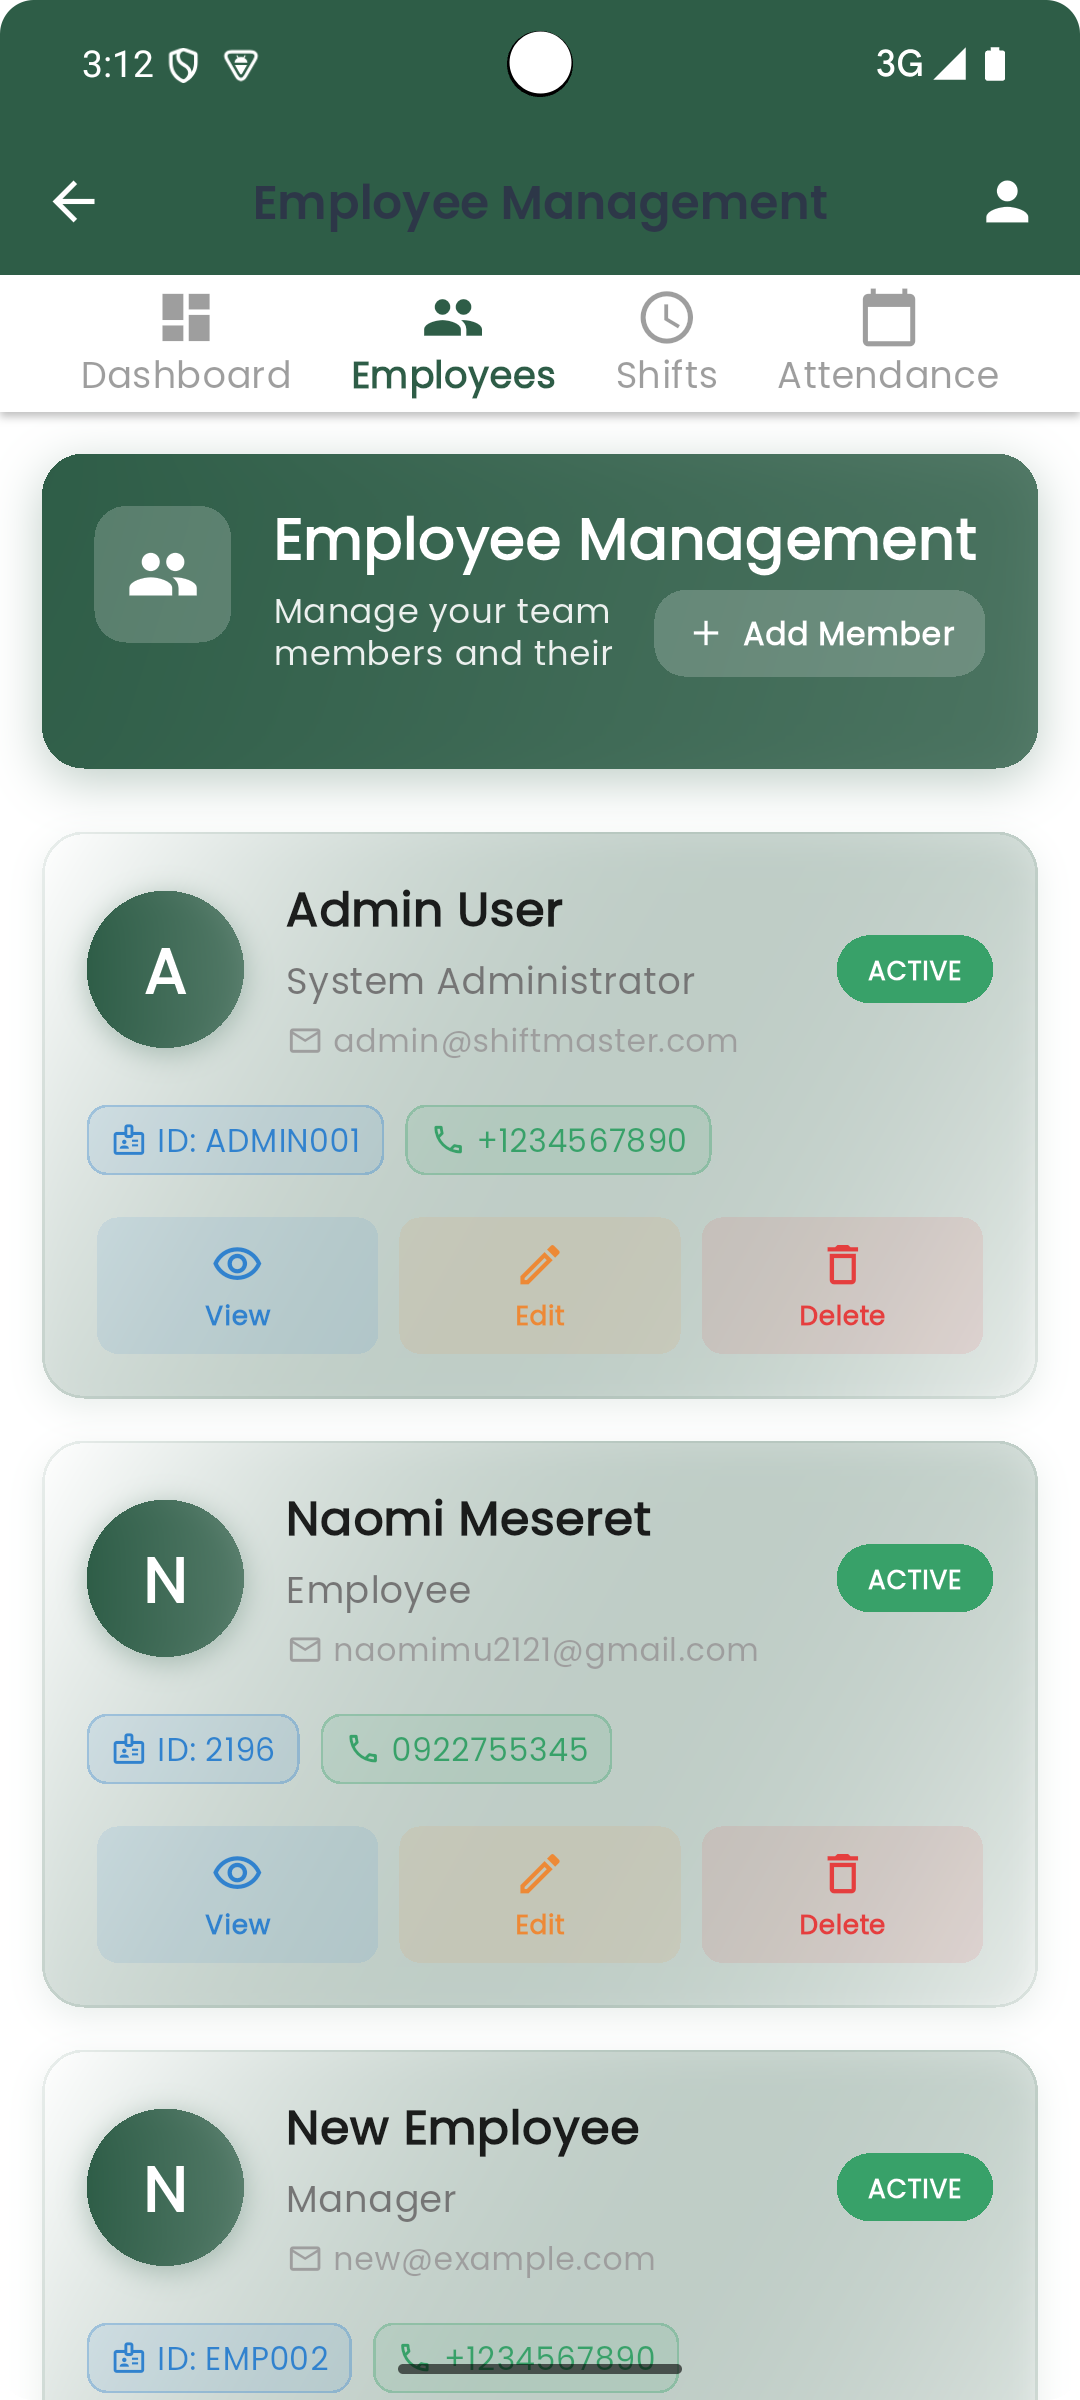 3:12
3G
Employee Management
Dashboard
Employees
Shifts
Attendance
Employee Management
Manage your team
members and their
Add Member
A
Admin User
System Administrator
admin@shiftmaster.com
ACTIVE
ID: ADMIN001
+1234567890
View
Edit
Delete
N
Naomi Meseret
Employee
naomimu2121@gmail.com
ACTIVE
ID: 2196
0922755345
View
Edit
Delete
N
New Employee
Manager
new@example.com
ACTIVE
ID: EMP002
+1234567890